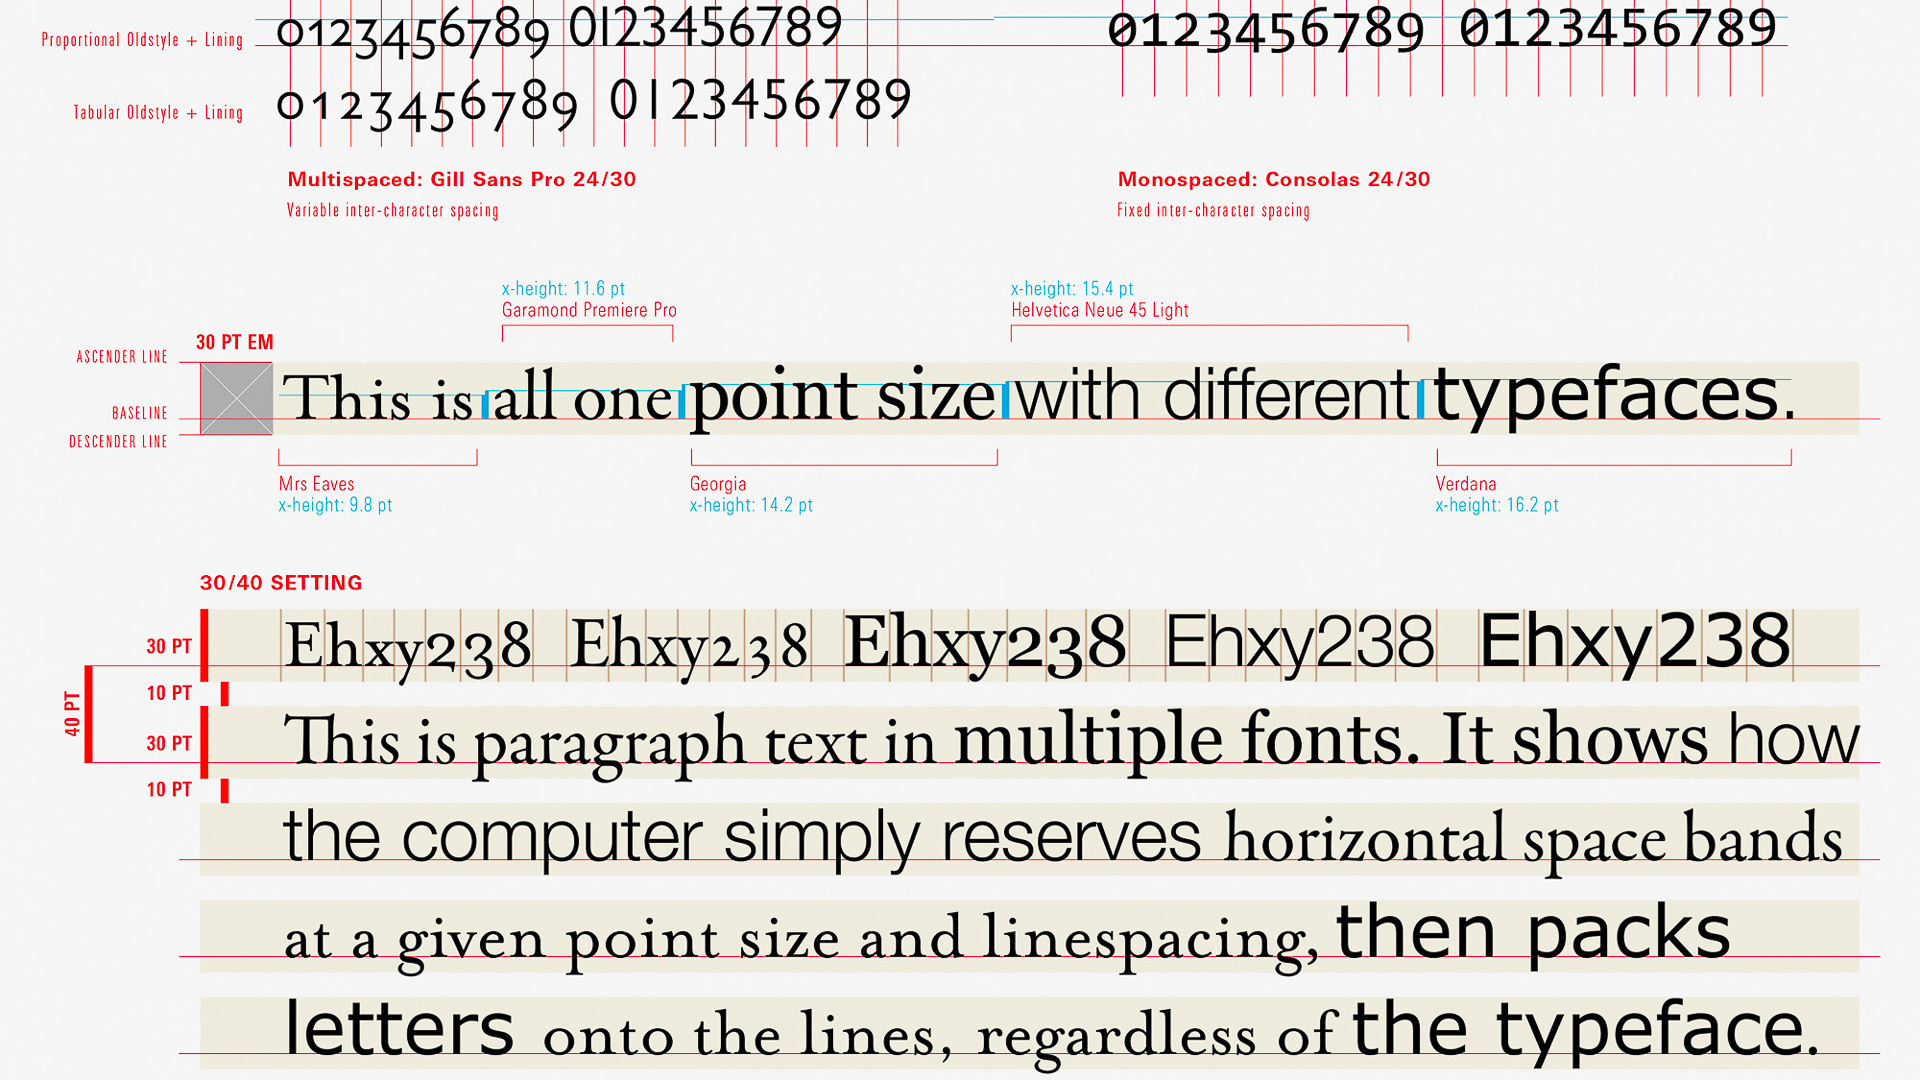 Proportional Oldstyle + Lining 0123456789 0123456789 0123456789 0123456789
Tabular Oldstyle + Lining 0123456789 0123456789
Multispaced: Gill Sans Pro 24/30 Monospaced: Consolas 24/30
Variable inter-character spacing Fixed inter-character spacing
x-height: 11.6 pt x-height: 15.4 pt
Garamond Premiere Pro Helvetica Neue 45 Light
30 PT EM
ASCENDER LINE
This is all one point size with different typefaces.
BASELINE
DESCENDER LINE
Mrs Eaves Georgia Verdana
x-height: 9.8 pt x-height: 14.2 pt x-height: 16.2 pt
30/40 SETTING
30 PT Ehxy238 Ehxy238 Ehxy238 Ehxy238 Ehxy238
10 PT
40 PT
30 PT This is paragraph text in multiple fonts. It shows how
10 PT
the computer simply reserves horizontal space bands
at a given point size and linespacing, then packs
letters onto the lines, regardless of the typeface.